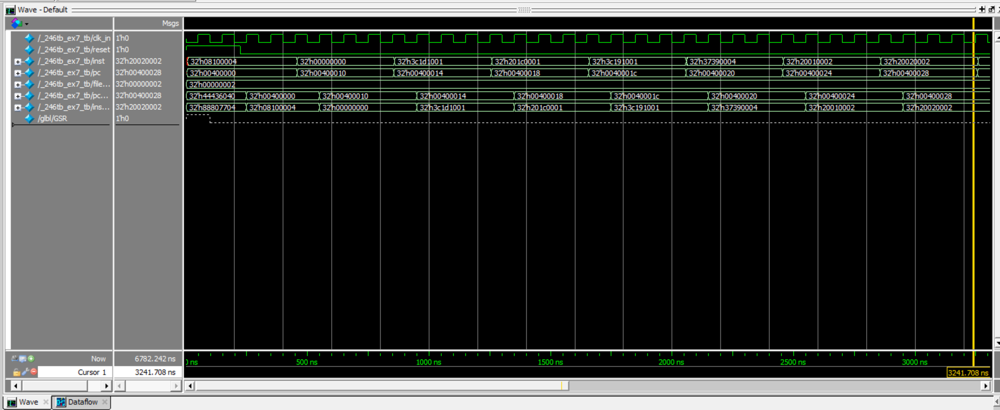 Wave - Default
Msgs
/_246tb_ex7_tb/clk_in 1'h0
/_246tb_ex7_tb/reset 1'h0
/_246tb_ex7_tb/inst 32'h20020002 32'h08100004 32'h00000000 32'h3c1d1001 32'h201c0001 32'h3c191001 32'h37390004 32'h20010002 32'h20020002
/_246tb_ex7_tb/pc 32'h00400028 32'h00400000 32'h00400010 32'h00400014 32'h00400018 32'h0040001c 32'h00400020 32'h00400024 32'h00400028
/_246tb_ex7_tb/file... 32'h00000002 32'h00000002
/_246tb_ex7_tb/pc... 32'h00400028 32'h44436040 32'h00400000 32'h00400010 32'h00400014 32'h00400018 32'h0040001c 32'h00400020 32'h00400024 32'h00400028
/_246tb_ex7_tb/ins... 32'h20020002 32'h88807704 32'h08100004 32'h00000000 32'h3c1d1001 32'h201c0001 32'h3c191001 32'h37390004 32'h20010002 32'h20020002
/glbl/GSR 1'h0
Now 6782.242 ns ns 500 ns 1000 ns 1500 ns 2000 ns 2500 ns 3000 ns
Cursor 1 3241.708 ns 3241.708 ns
Wave Dataflow